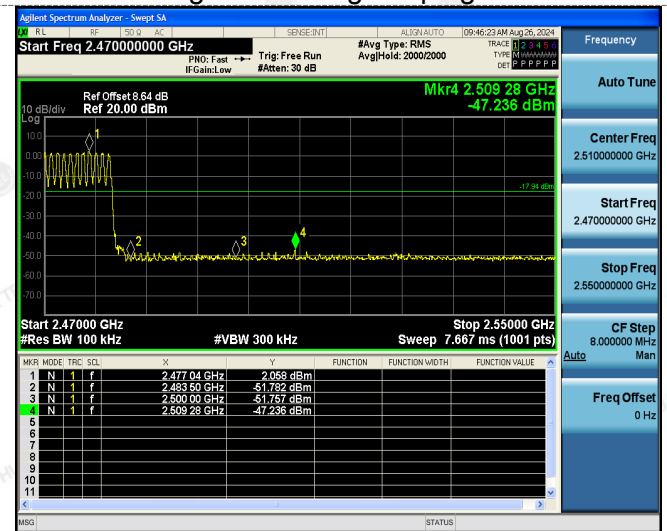 Agilent Spectrum Analyzer - Swept SA
RL RF 50 Ω AC SENSE:INT ALIGNAUTO 09:46:23 AM Aug 26, 2024
Start Freq 2.470000000 GHz
PNO: Fast
IFGain:Low
Trig: Free Run
#Atten: 30 dB
#Avg Type: RMS
Avg|Hold: 2000/2000
TRACE 1 2 3 4 5 6
TYPE M
DET P P P P P P
Frequency
Mkr4 2.509 28 GHz
-47.236 dBm
Ref Offset 8.64 dB
10 dB/div Ref 20.00 dBm
Log
10.0
0.00
-10.0
-20.0
-30.0
-40.0
-50.0
-60.0
-70.0
1
2
3
4
-17.94 dBm
Start 2.47000 GHz
Stop 2.55000 GHz
#Res BW 100 kHz
#VBW 300 kHz
Sweep 7.667 ms (1001 pts)
MKR MODE TRC SCL X Y FUNCTION FUNCTION WIDTH FUNCTION VALUE
1 N 1 f 2.477 04 GHz 2.058 dBm
2 N 1 f 2.483 50 GHz -51.782 dBm
3 N 1 f 2.500 00 GHz -51.757 dBm
4 N 1 f 2.509 28 GHz -47.236 dBm
5
6
7
8
9
10
11
MSG
STATUS
Auto Tune
Center Freq
2.510000000 GHz
Start Freq
2.470000000 GHz
Stop Freq
2.550000000 GHz
CF Step
8.000000 MHz
Auto Man
Freq Offset
0 Hz